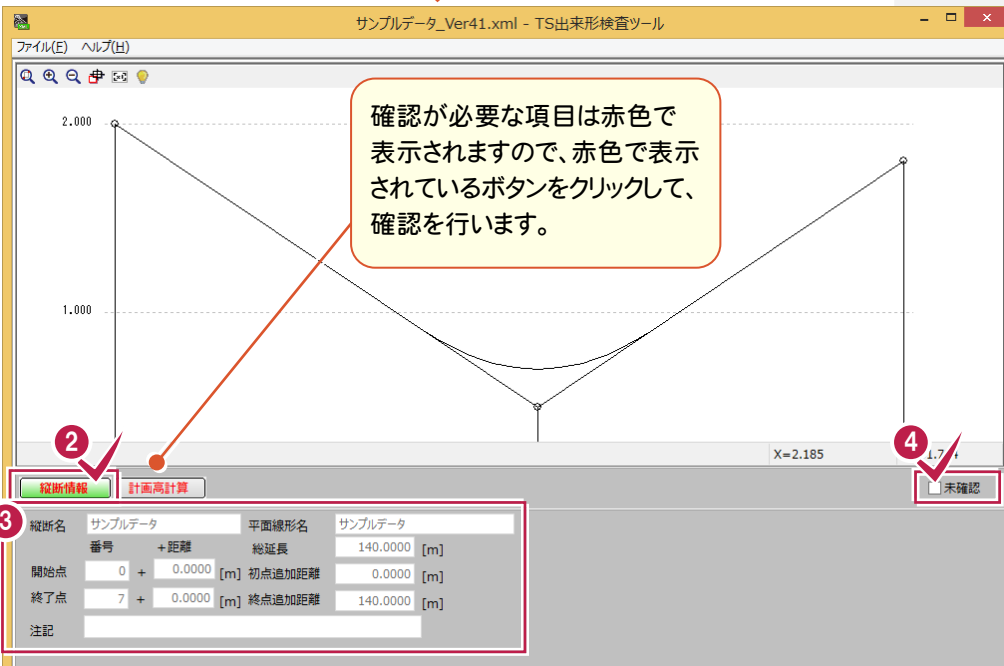 サンプルデータ_Ver41.xml - TS出来形検査ツール
ファイル(F) ヘルプ(H)
確認が必要な項目は赤色で
表示されますので、赤色で表示
されているボタンをクリックして、
確認を行います。
2.000
1.000
X=2.185
2
4
縦断情報 計画高計算
未確認
3
縦断名 サンプルデータ 平面線形名 サンプルデータ
番号 +距離 総延長 140.0000 [m]
開始点 0 + 0.0000 [m] 初点追加距離 0.0000 [m]
終了点 7 + 0.0000 [m] 終点追加距離 140.0000 [m]
注記